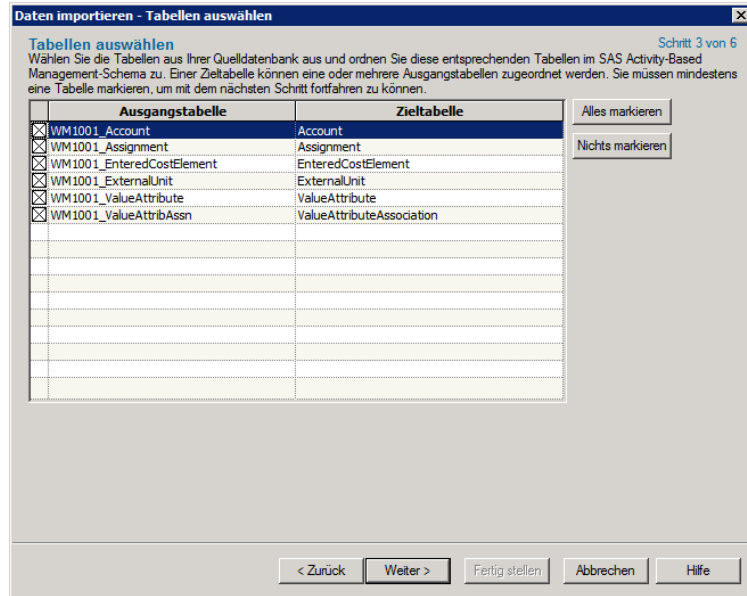 Daten importieren - Tabellen auswählen
Tabellen auswählen
Schritt 3 von 6
Wählen Sie die Tabellen aus Ihrer Quelldatenbank aus und ordnen Sie diese entsprechenden Tabellen im SAS Activity-Based
Management-Schema zu. Einer Zieltabelle können eine oder mehrere Ausgangstabellen zugeordnet werden. Sie müssen mindestens
eine Tabelle markieren, um mit dem nächsten Schritt fortfahren zu können.
Ausgangstabelle Zieltabelle
WM1001_Account Account
WM1001_Assignment Assignment
WM1001_EnteredCostElement EnteredCostElement
WM1001_ExternalUnit ExternalUnit
WM1001_ValueAttribute ValueAttribute
WM1001_ValueAttribAssn ValueAttributeAssociation
Alles markieren
Nichts markieren
< Zurück Weiter > Fertig stellen Abbrechen Hilfe